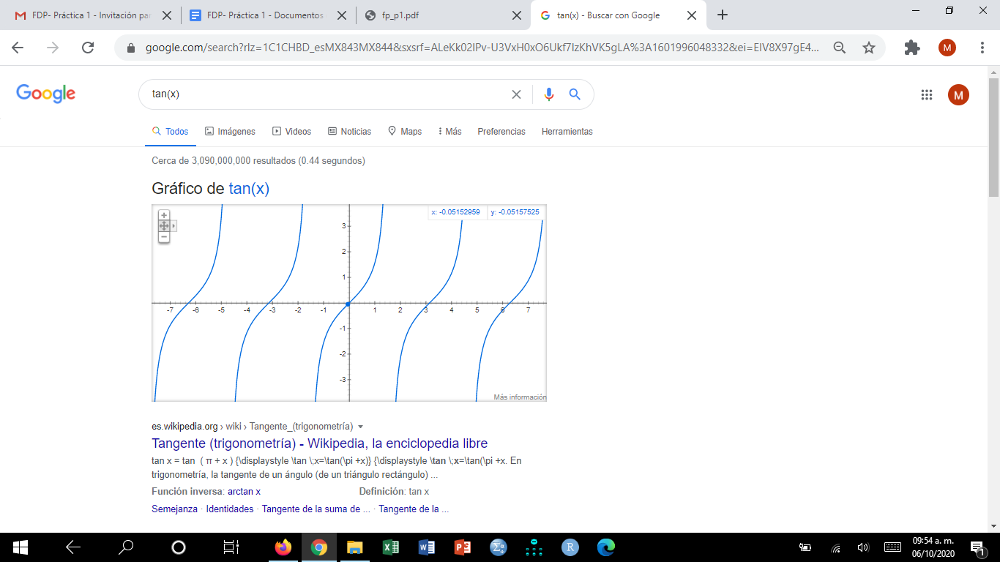 FDP- Práctica 1 - Invitación par
FDP- Práctica 1 - Documentos
fp_p1.pdf
tan(x) - Buscar con Google
google.com/search?rlz=1C1CHBD_esMX843MX844&sxsrf=ALeKk02IPv-U3VxH0xO6Ukf7IzKhVK5gLA%3A1601996048332&ei=EIV8X97gE4...
M
Google
tan(x)
M
Todos
Imágenes
Videos
Noticias
Maps
Más
Preferencias
Herramientas
Cerca de 3,090,000,000 resultados (0.44 segundos)
Gráfico de tan(x)
x: -0.05152959
y: -0.05157525
3
2
1
-7 -6 -5 -4 -3 -2 -1 1 2 3 4 5 6 7
-1
-2
-3
Más información
es.wikipedia.org › wiki › Tangente_(trigonometría)
Tangente (trigonometría) - Wikipedia, la enciclopedia libre
tan x = tan ( π + x ) {\displaystyle \tan \;x=\tan(\pi +x)} {\displaystyle \tan \;x=\tan(\pi +x. En
trigonometría, la tangente de un ángulo (de un triángulo rectángulo) ...
Función inversa: arctan x
Definición: tan x
Semejanza · Identidades · Tangente de la suma de ... · Tangente de la ...
09:54 a. m.
06/10/2020
1